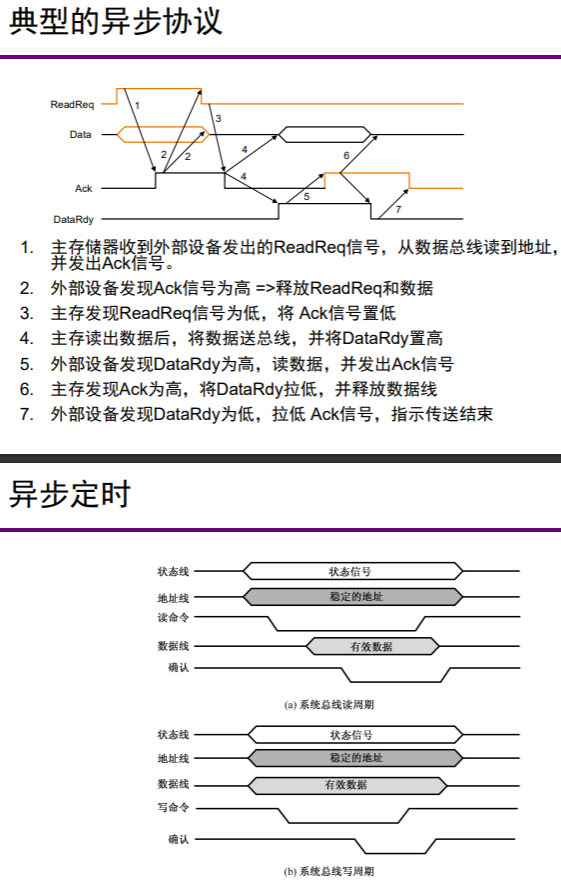 典型的异步协议
ReadReq
1
3
Data
2
2
4
6
Ack
4
5
7
DataRdy
1. 主存储器收到外部设备发出的ReadReq信号，从数据总线读到地址，
并发出Ack信号。
2. 外部设备发现Ack信号为高 =>释放ReadReq和数据
3. 主存发现ReadReq信号为低，将 Ack信号置低
4. 主存读出数据后，将数据送总线，并将DataRdy置高
5. 外部设备发现DataRdy为高，读数据，并发出Ack信号
6. 主存发现Ack为高，将DataRdy拉低，并释放数据线
7. 外部设备发现DataRdy为低，拉低 Ack信号，指示传送结束
异步定时
状态线 状态信号
地址线 稳定的地址
读命令
数据线 有效数据
确认
(a) 系统总线读周期
状态线 状态信号
地址线 稳定的地址
数据线 有效数据
写命令
确认
(b) 系统总线写周期